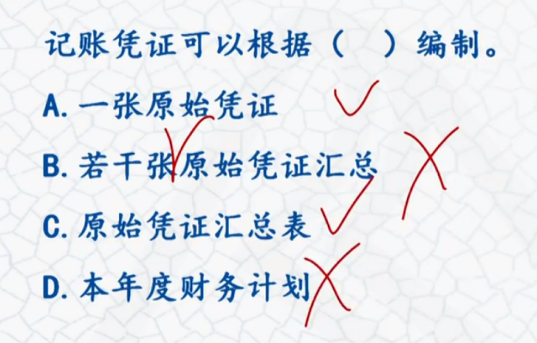 记账凭证可以根据（　）编制。
A.一张原始凭证
B.若干张原始凭证汇总
C.原始凭证汇总表
D.本年度财务计划